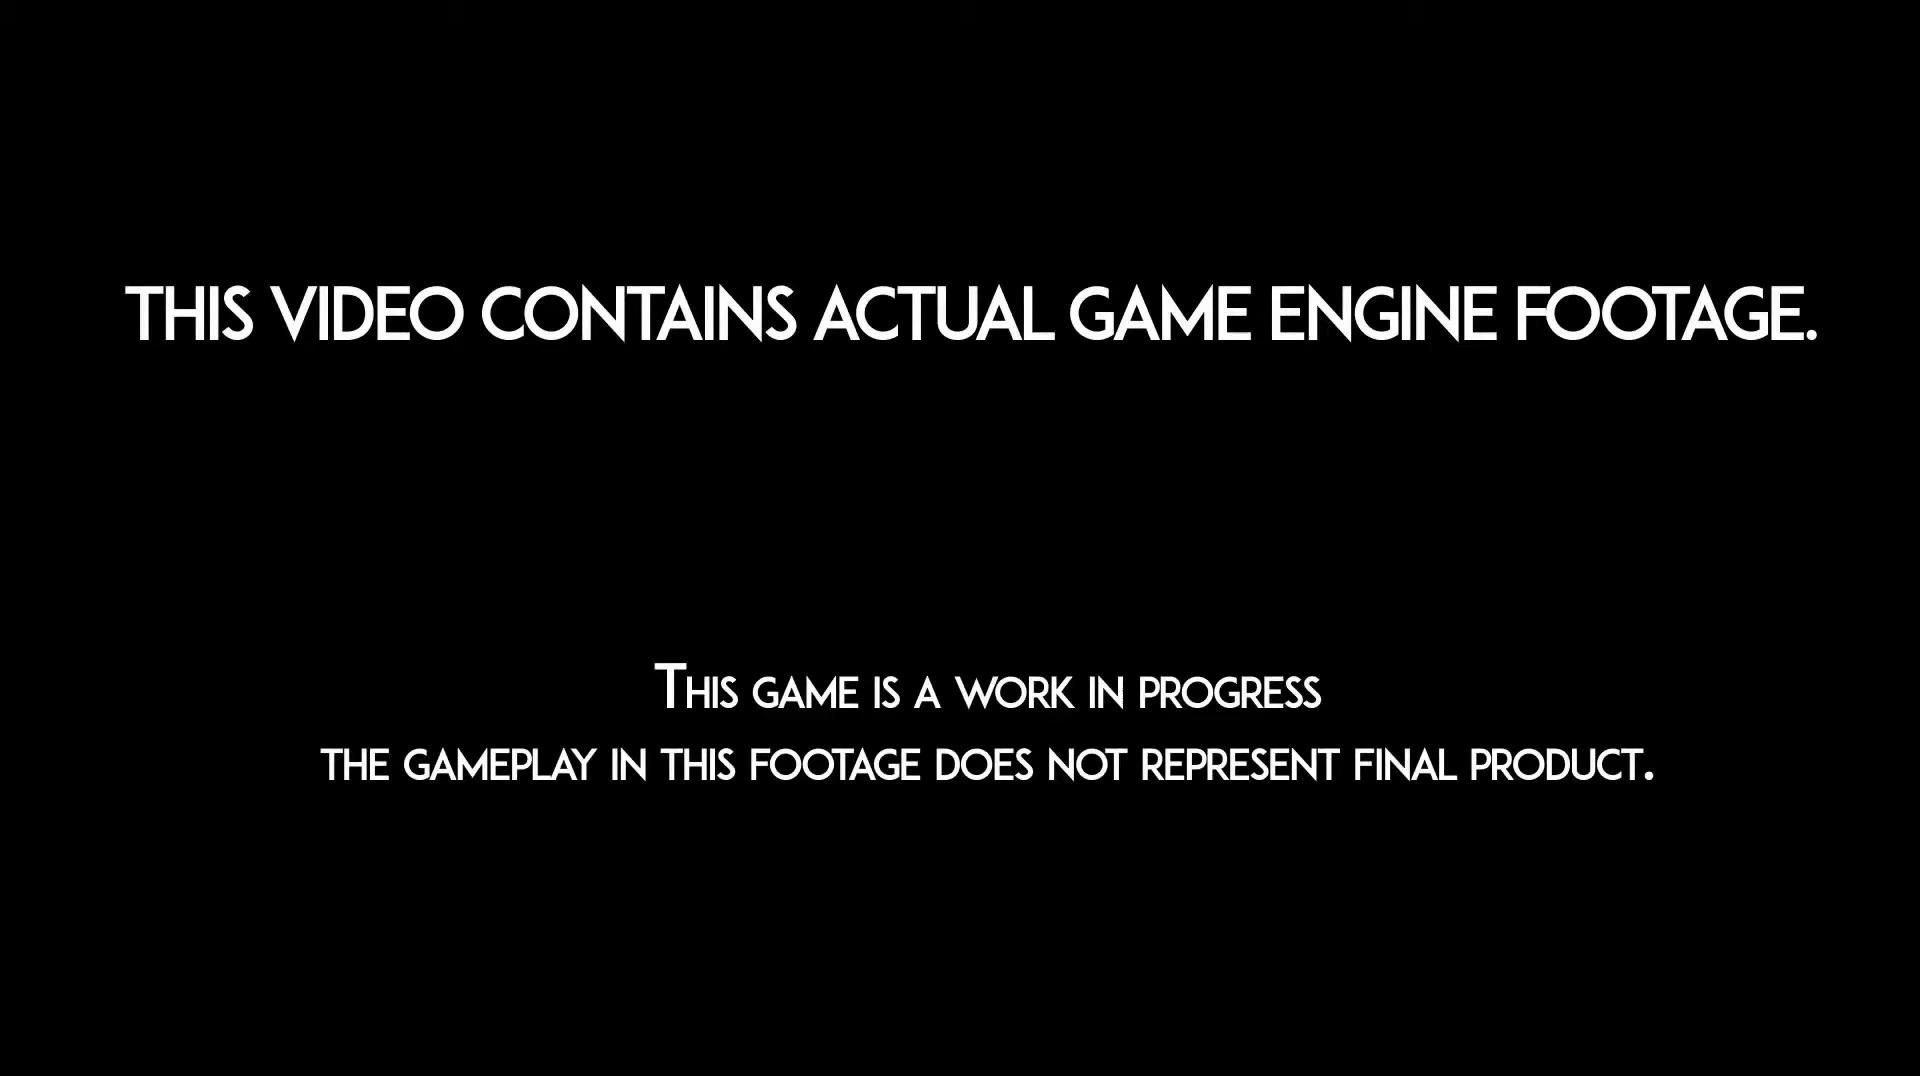 THIS VIDEO CONTAINS ACTUAL GAME ENGINE FOOTAGE.
THIS GAME IS A WORK IN PROGRESS
THE GAMEPLAY IN THIS FOOTAGE DOES NOT REPRESENT FINAL PRODUCT.